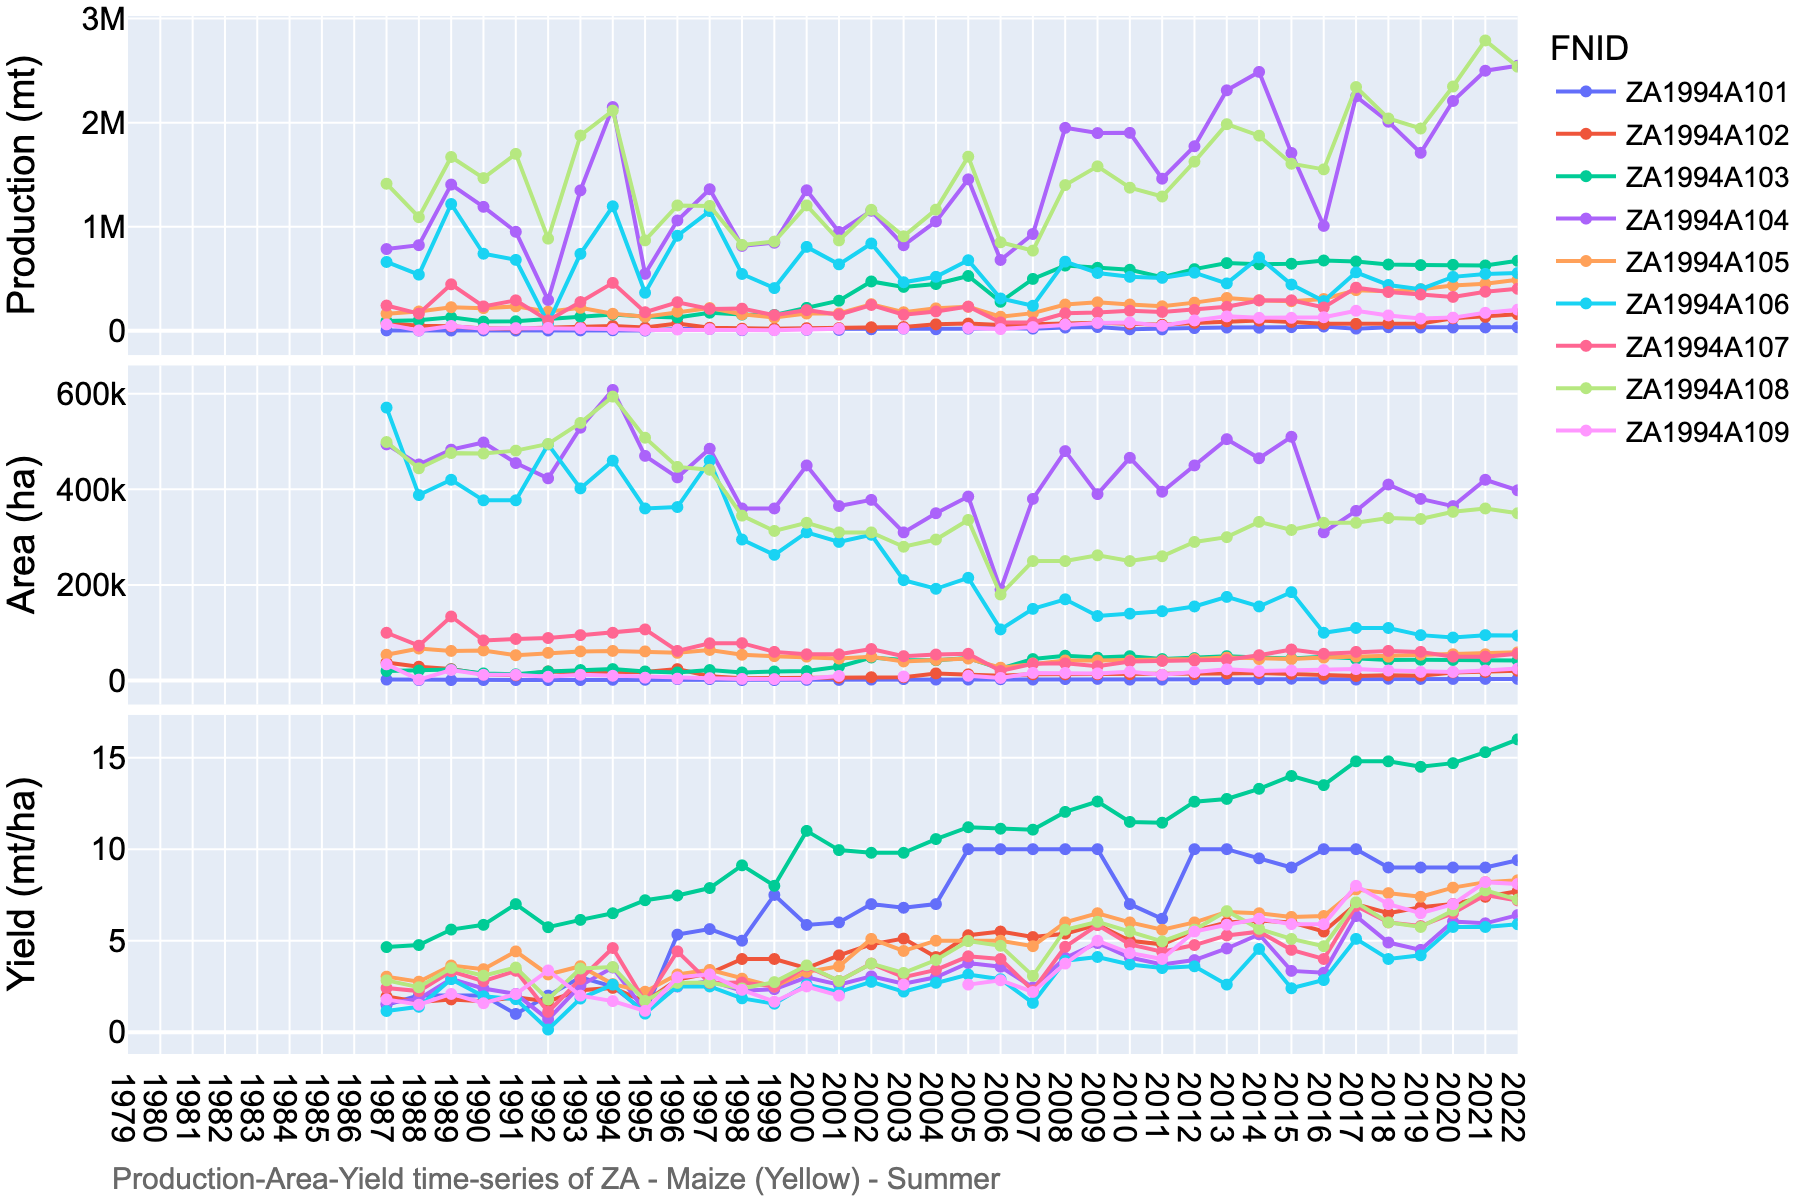 Production (mt)
3M
2M
1M
0
Area (ha)
600k
400k
200k
0
Yield (mt/ha)
15
10
5
0
1979
1980
1981
1982
1983
1984
1985
1986
1987
1988
1989
1990
1991
1992
1993
1994
1995
1996
1997
1998
1999
2000
2001
2002
2003
2004
2005
2006
2007
2008
2009
2010
2011
2012
2013
2014
2015
2016
2017
2018
2019
2020
2021
2022
FNID
ZA1994A101
ZA1994A102
ZA1994A103
ZA1994A104
ZA1994A105
ZA1994A106
ZA1994A107
ZA1994A108
ZA1994A109
Production-Area-Yield time-series of ZA - Maize (Yellow) - Summer